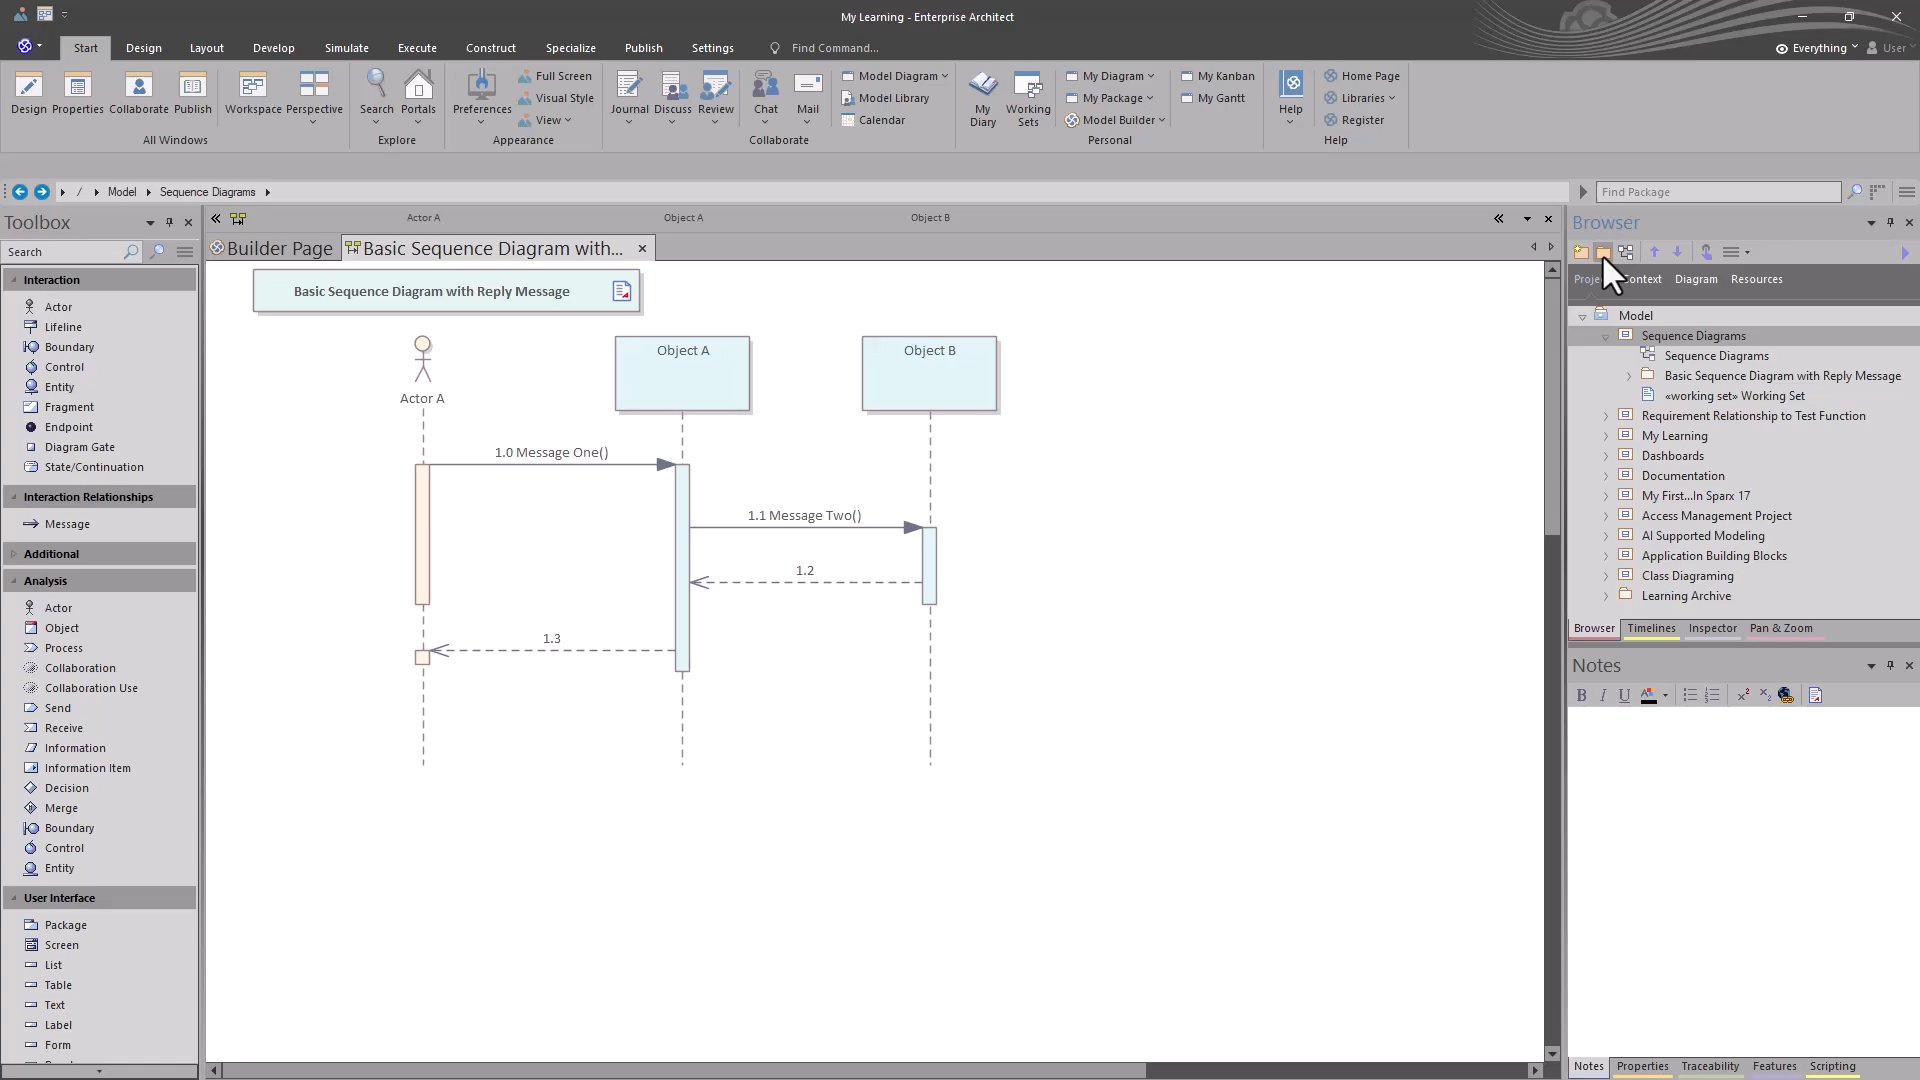 My Learning - Enterprise Architect
Start Design Layout Develop Simulate Execute Construct Specialize Publish Settings Find Command... Everything User
Design Properties Collaborate Publish Workspace Perspective Search Portals Preferences Full Screen Visual Style View Journal Discuss Review Chat Mail Model Diagram Model Library Calendar My Diary Working Sets My Diagram My Package Model Builder My Kanban My Gantt Help Home Page Libraries Register
All Windows Explore Appearance Collaborate Personal Help
/ Model Sequence Diagrams Find Package
Toolbox
Search
Interaction
Actor
Lifeline
Boundary
Control
Entity
Fragment
Endpoint
Diagram Gate
State/Continuation
Interaction Relationships
Message
Additional
Analysis
Actor
Object
Process
Collaboration
Collaboration Use
Send
Receive
Information
Information Item
Decision
Merge
Boundary
Control
Entity
User Interface
Package
Screen
List
Table
Text
Label
Form
Actor A Object A Object B
Builder Page Basic Sequence Diagram with...
Basic Sequence Diagram with Reply Message
Object A Object B
Actor A
1.0 Message One()
1.1 Message Two()
1.2
1.3
Browser
Context Diagram Resources
Model
Sequence Diagrams
Sequence Diagrams
Basic Sequence Diagram with Reply Message
«working set» Working Set
Requirement Relationship to Test Function
My Learning
Dashboards
Documentation
My First...In Sparx 17
Access Management Project
AI Supported Modeling
Application Building Blocks
Class Diagraming
Learning Archive
Browser Timelines Inspector Pan & Zoom
Notes
B I U A
Notes Properties Traceability Features Scripting